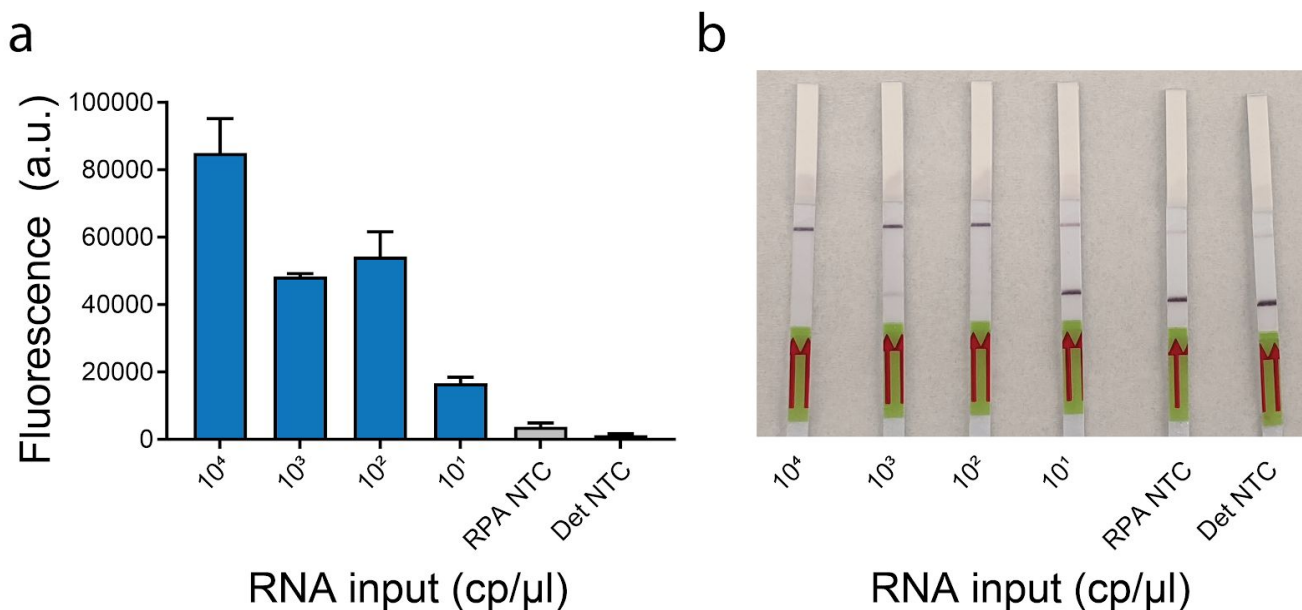 a
Fluorescence (a.u.)
100000
80000
60000
40000
20000
0
10⁴
10³
10²
10¹
RPA NTC
Det NTC
RNA input (cp/µl)
b
10⁴
10³
10²
10¹
RPA NTC
Det NTC
RNA input (cp/µl)